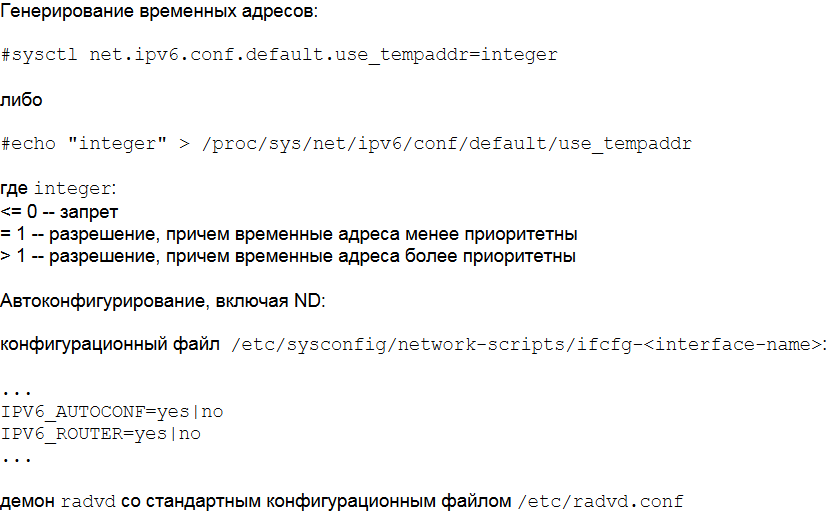 Генерирование временных адресов:
#sysctl net.ipv6.conf.default.use_tempaddr=integer
либо
#echo "integer" > /proc/sys/net/ipv6/conf/default/use_tempaddr
где integer:
<= 0 -- запрет
= 1 -- разрешение, причем временные адреса менее приоритетны
> 1 -- разрешение, причем временные адреса более приоритетны
Автоконфигурирование, включая ND:
конфигурационный файл /etc/sysconfig/network-scripts/ifcfg-<interface-name>:
...
IPV6_AUTOCONF=yes|no
IPV6_ROUTER=yes|no
...
демон radvd со стандартным конфигурационным файлом /etc/radvd.conf